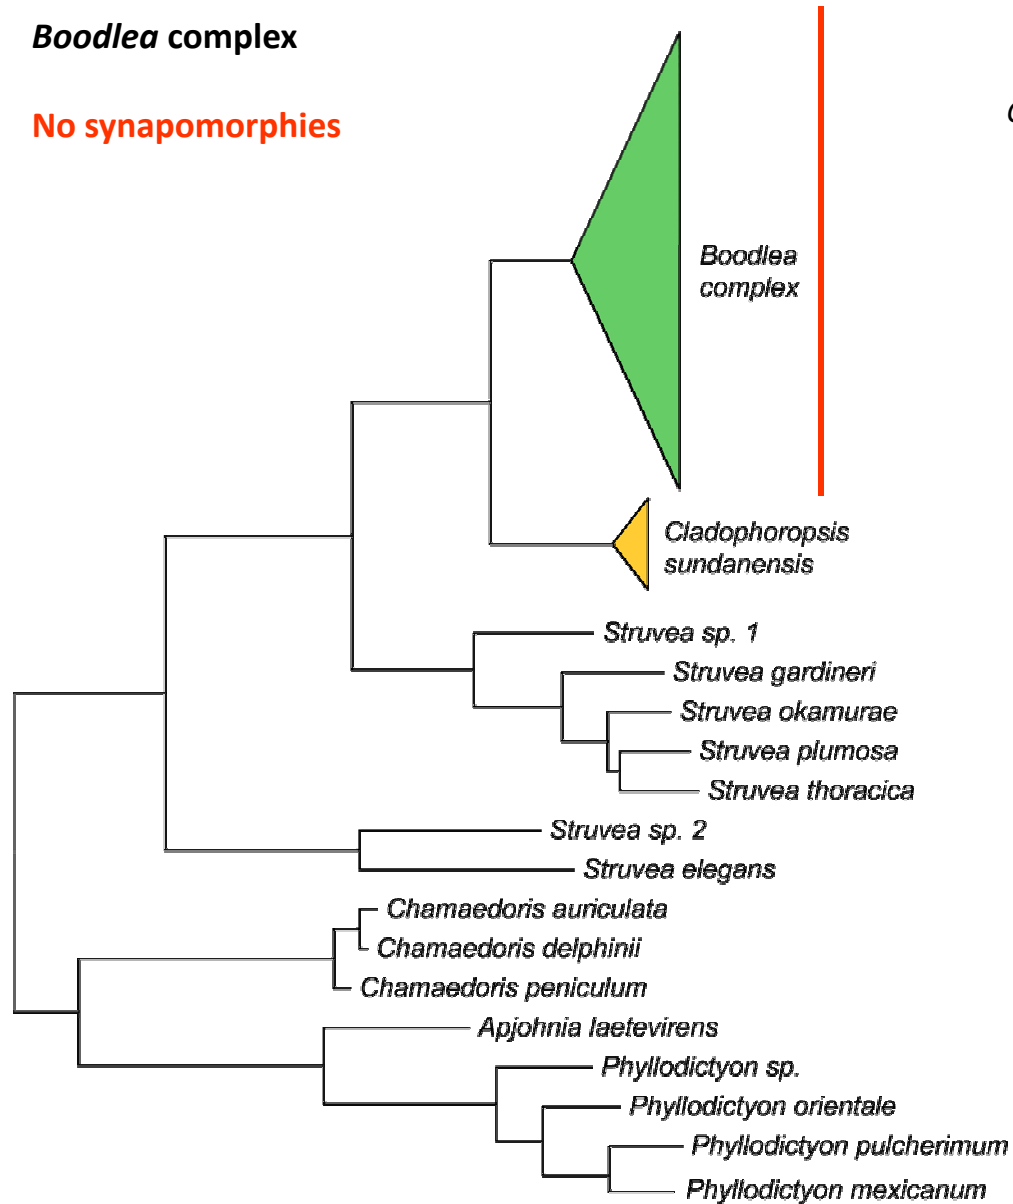 Boodlea complex
No synapomorphies
Boodlea
complex
Cladophoropsis
sundanensis
Struvea sp. 1
Struvea gardineri
Struvea okamurae
Struvea plumosa
Struvea thoracica
Struvea sp. 2
Struvea elegans
Chamaedoris auriculata
Chamaedoris delphinii
Chamaedoris peniculum
Apjohnia laetevirens
Phyllodictyon sp.
Phyllodictyon orientale
Phyllodictyon pulcherimum
Phyllodictyon mexicanum